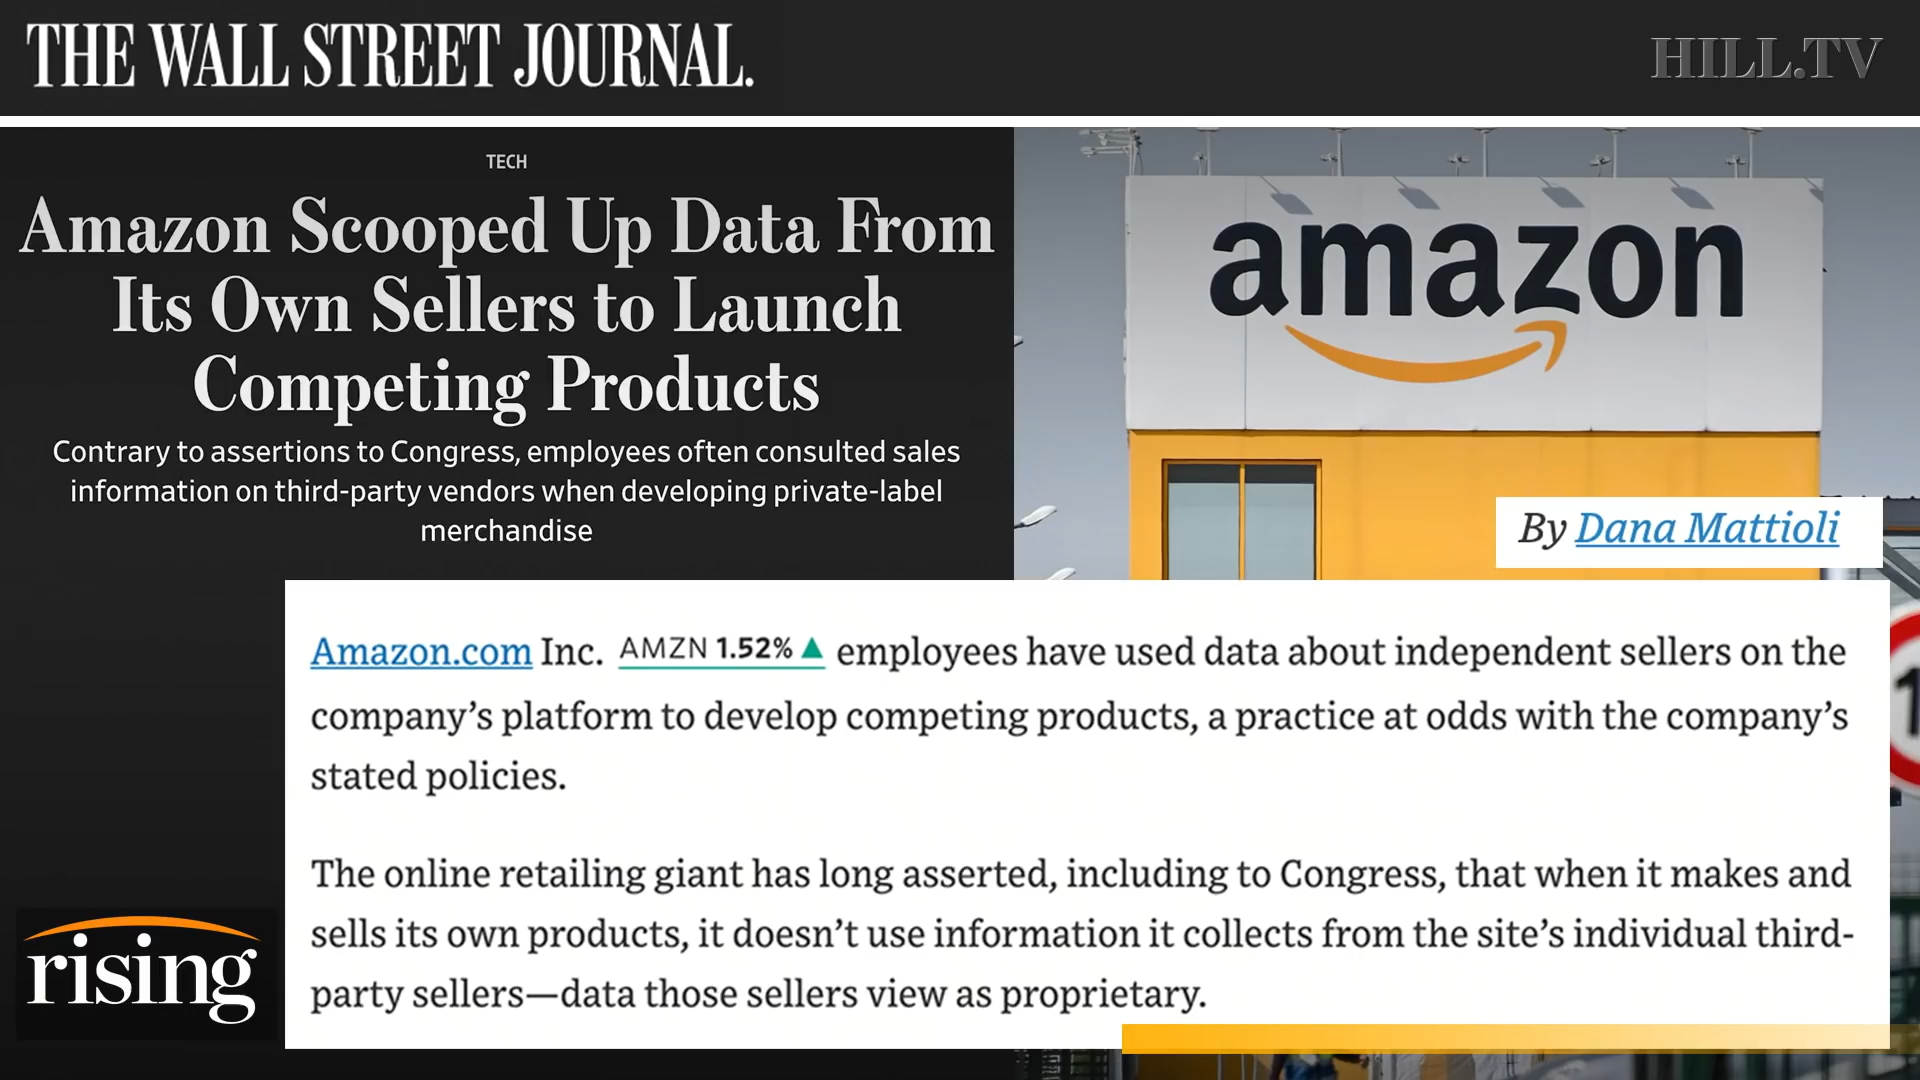 THE WALL STREET JOURNAL.
HILL.TV
TECH
Amazon Scooped Up Data From
Its Own Sellers to Launch
Competing Products
Contrary to assertions to Congress, employees often consulted sales
information on third-party vendors when developing private-label
merchandise
amazon
By Dana Mattioli
Amazon.com Inc. AMZN 1.52% ▲ employees have used data about independent sellers on the
company’s platform to develop competing products, a practice at odds with the company’s
stated policies.
The online retailing giant has long asserted, including to Congress, that when it makes and
sells its own products, it doesn’t use information it collects from the site’s individual third-
party sellers—data those sellers view as proprietary.
rising